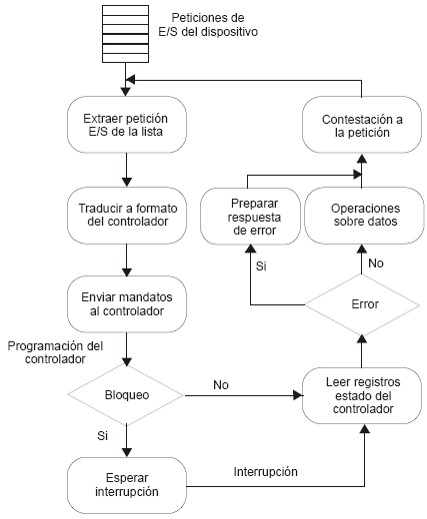 Peticiones de
E/S del dispositivo
Extraer petición
E/S de la lista
Contestación a
la petición
Traducir a formato
del controlador
Preparar
respuesta
de error
Operaciones
sobre datos
Si
No
Enviar mandatos
al controlador
Error
Programación del
controlador
Bloqueo
No
Leer registros
estado del
controlador
Si
Esperar
interrupción
Interrupción